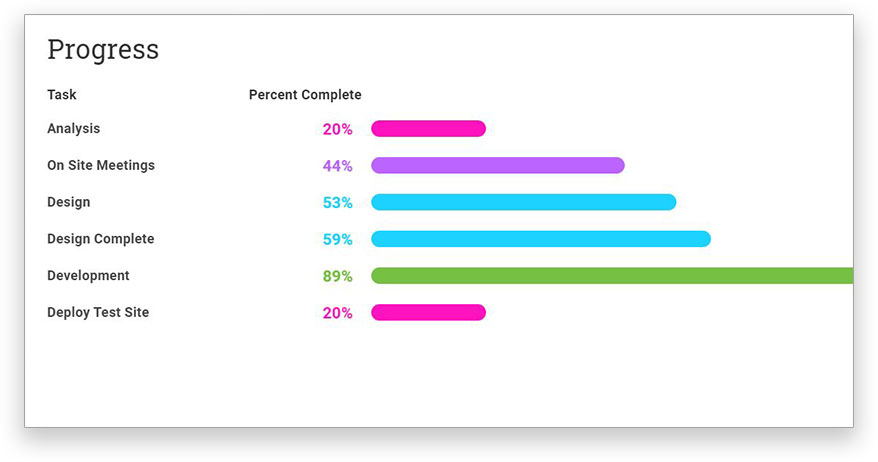 Progress
Task Percent Complete
Analysis 20%
On Site Meetings 44%
Design 53%
Design Complete 59%
Development 89%
Deploy Test Site 20%